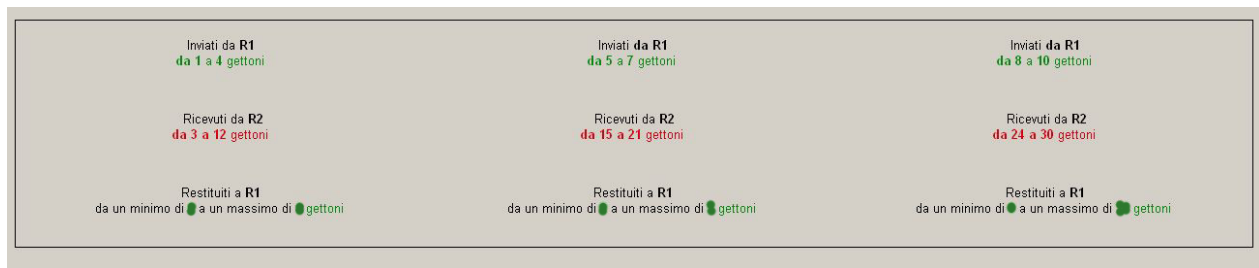 Inviati da R1
da 1 a 4 gettoni
Inviati da R1
da 5 a 7 gettoni
Inviati da R1
da 8 a 10 gettoni
Ricevuti da R2
da 3 a 12 gettoni
Ricevuti da R2
da 15 a 21 gettoni
Ricevuti da R2
da 24 a 30 gettoni
Restituiti a R1
da un minimo di a un massimo di gettoni
Restituiti a R1
da un minimo di a un massimo di gettoni
Restituiti a R1
da un minimo di a un massimo di gettoni